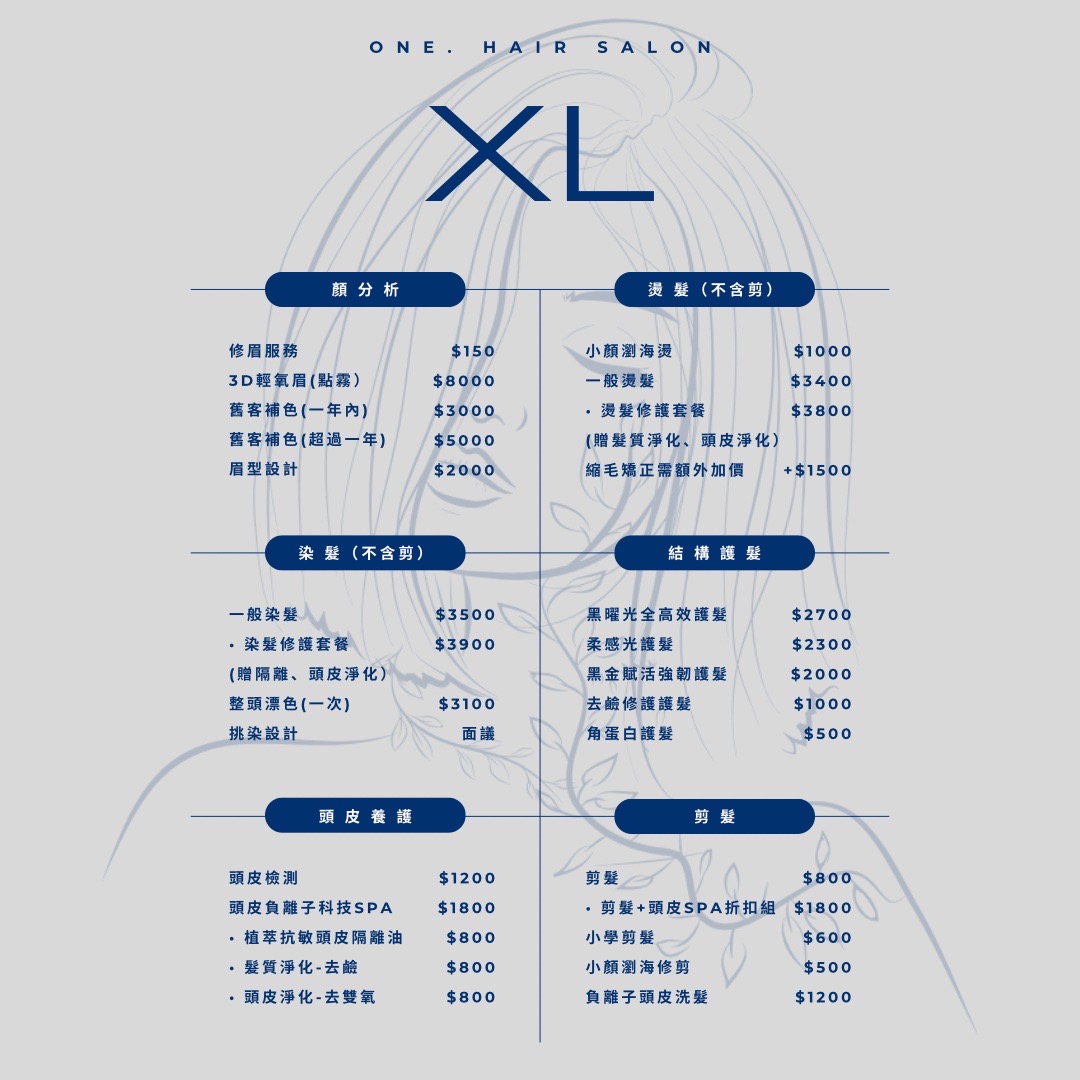 ONE. HAIR SALON
XL
顏分析
修眉服務 $150
3D輕氧眉(點霧) $8000
舊客補色(一年內) $3000
舊客補色(超過一年) $5000
眉型設計 $2000
燙髮(不含剪)
小顏瀏海燙 $1000
一般燙髮 $3400
• 燙髮修護套餐 $3800
(贈髮質淨化、頭皮淨化)
縮毛矯正需額外加價 +$1500
染髮(不含剪)
一般染髮 $3500
• 染髮修護套餐 $3900
(贈隔離、頭皮淨化)
整頭漂色(一次) $3100
挑染設計 面議
結構護髮
黑曜光全高效護髮 $2700
柔感光護髮 $2300
黑金賦活強韌護髮 $2000
去鹼修護護髮 $1000
角蛋白護髮 $500
頭皮養護
頭皮檢測 $1200
頭皮負離子科技SPA $1800
• 植萃抗敏頭皮隔離油 $800
• 髮質淨化-去鹼 $800
• 頭皮淨化-去雙氧 $800
剪髮
剪髮 $800
• 剪髮+頭皮SPA折扣組 $1800
小學剪髮 $600
小顏瀏海修剪 $500
負離子頭皮洗髮 $1200